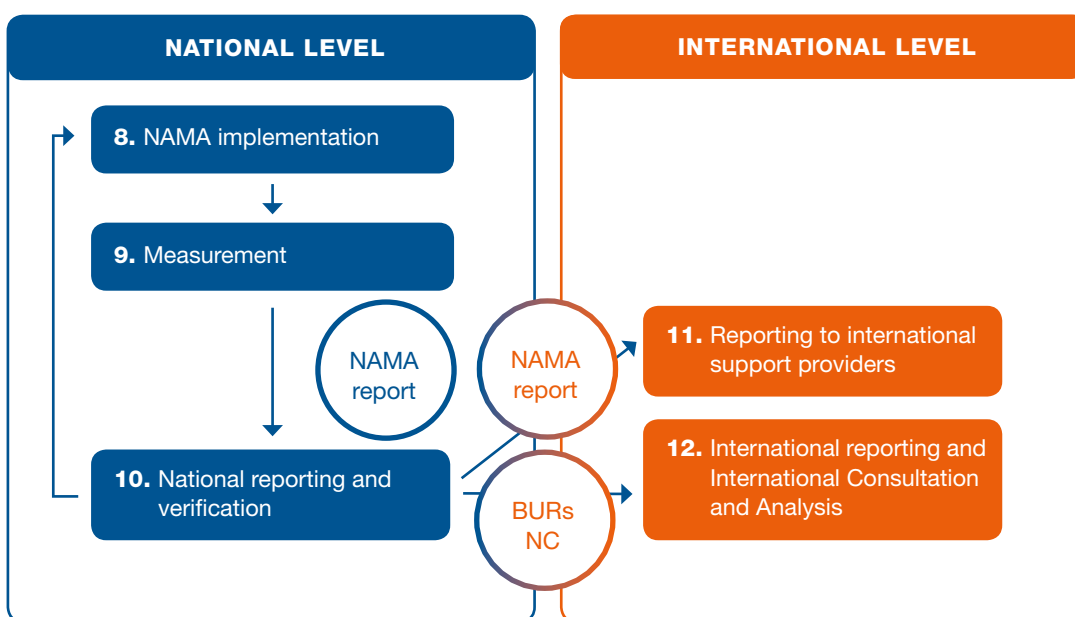 NATIONAL LEVEL
INTERNATIONAL LEVEL
8. NAMA implementation
9. Measurement
NAMA
report
NAMA
report
11. Reporting to international
support providers
10. National reporting and
verification
BURs
NC
12. International reporting and
International Consultation
and Analysis